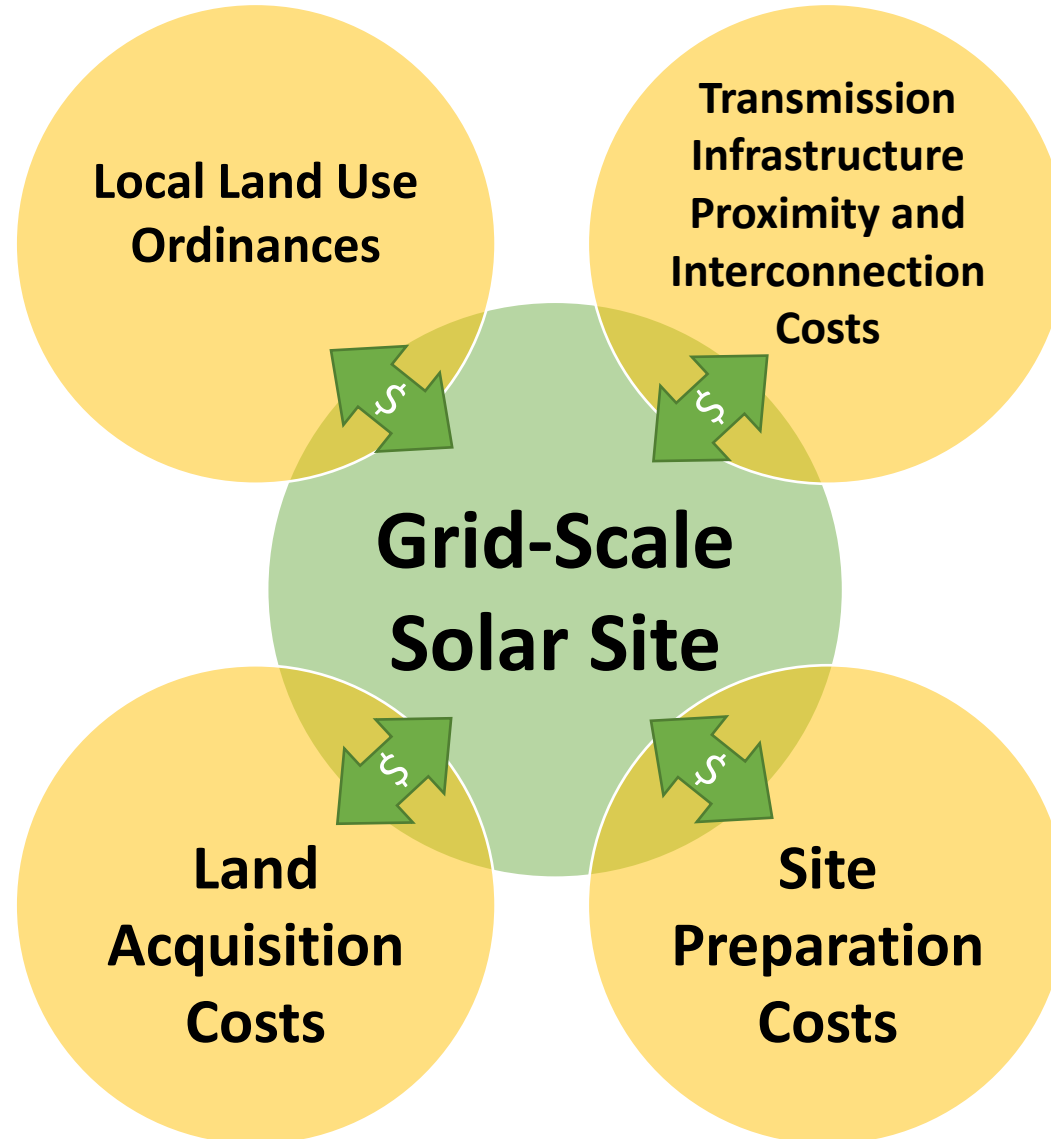 Local Land Use
Ordinances
Transmission
Infrastructure
Proximity and
Interconnection
Costs
$
$
Grid-Scale
Solar Site
$
$
Land
Acquisition
Costs
Site
Preparation
Costs